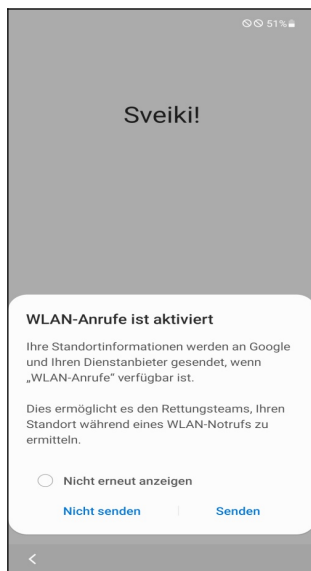 51%
Sveiki!
WLAN-Anrufe ist aktiviert
Ihre Standortinformationen werden an Google
und Ihren Dienstanbieter gesendet, wenn
„WLAN-Anrufe" verfügbar ist.
Dies ermöglicht es den Rettungsteams, Ihren
Standort während eines WLAN-Notrufs zu
ermitteln.
Nicht erneut anzeigen
Nicht senden Senden